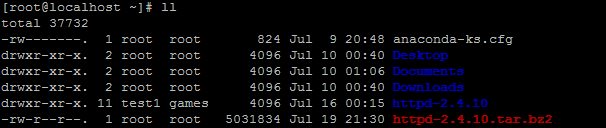 [root@localhost ~]# ll
total 37732
-rw-------. 1 root root 824 Jul 9 20:48 anaconda-ks.cfg
drwxr-xr-x. 2 root root 4096 Jul 10 00:40 Desktop
drwxr-xr-x. 2 root root 4096 Jul 10 01:06 Documents
drwxr-xr-x. 2 root root 4096 Jul 10 00:40 Downloads
drwxr-xr-x. 11 test1 games 4096 Jul 16 00:15 httpd-2.4.10
-rw-r--r--. 1 root root 5031834 Jul 19 21:30 httpd-2.4.10.tar.bz2